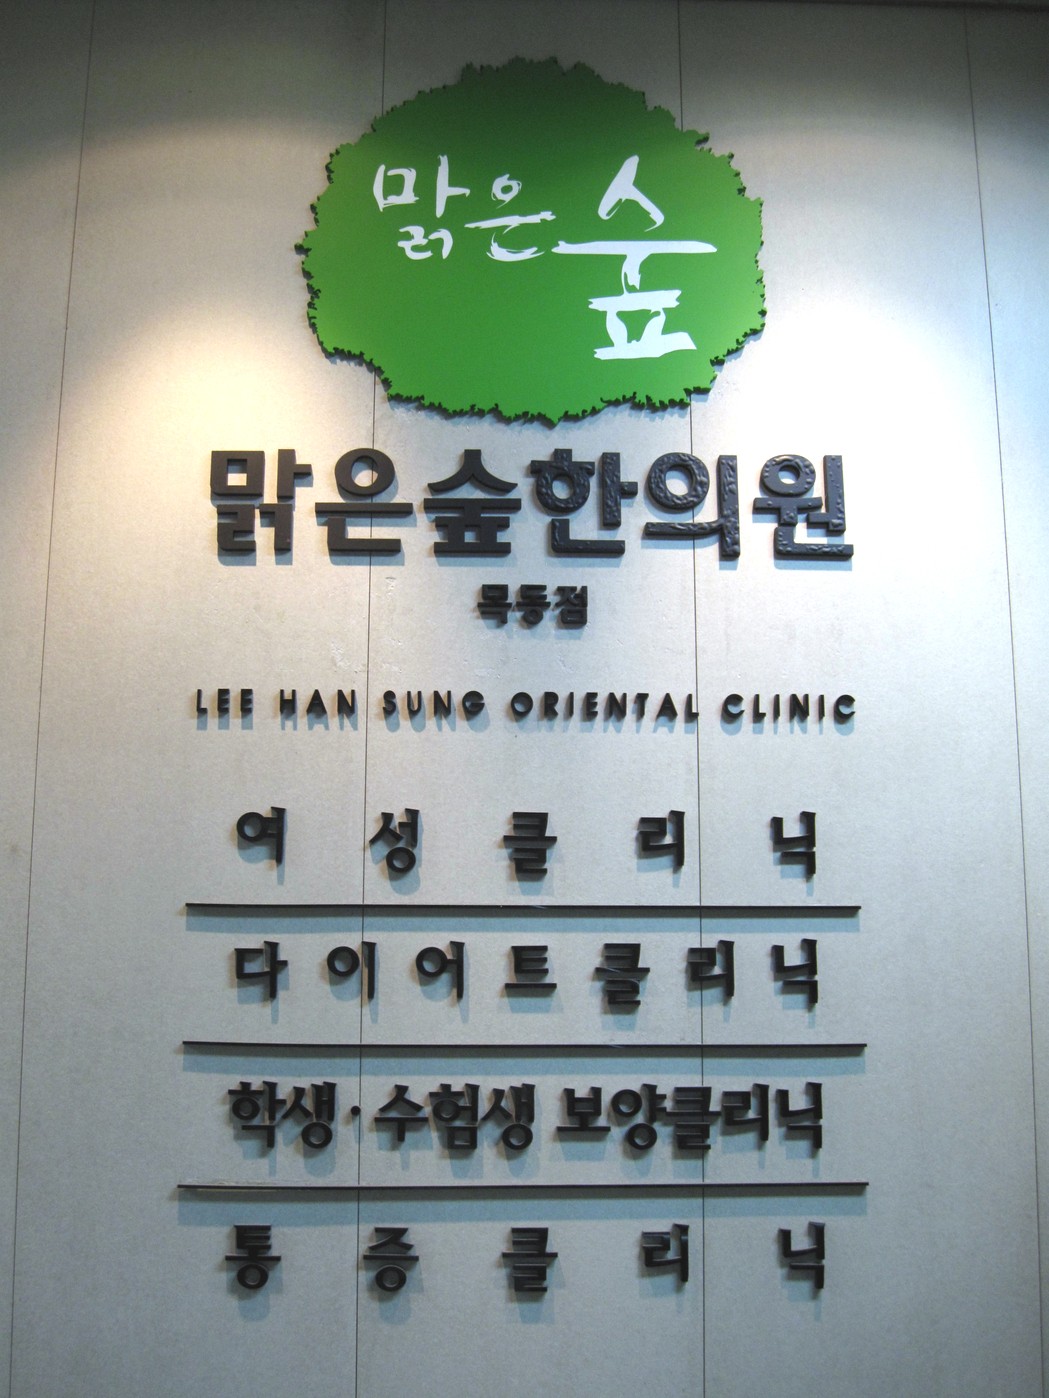 맑은숲
맑은숲한의원
목동점
LEE HAN SUNG ORIENTAL CLINIC
여성클리닉
다이어트클리닉
학생·수험생 보양클리닉
통증클리닉